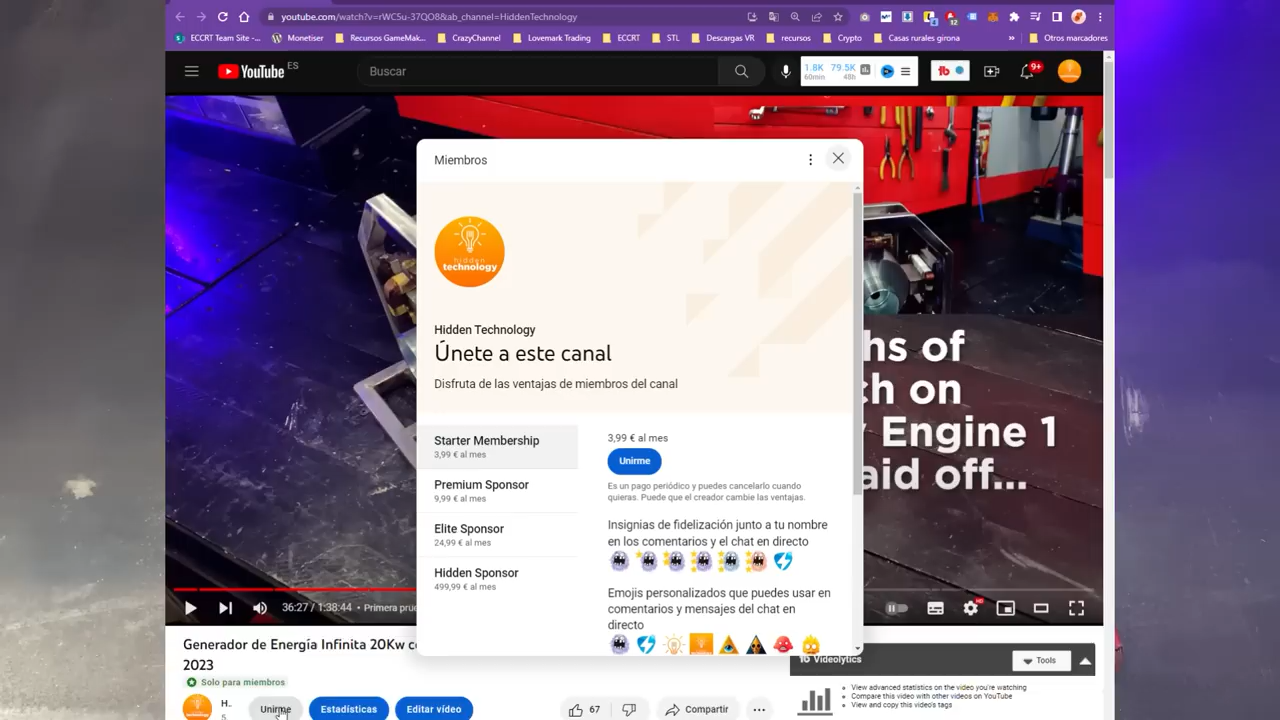 youtube.com/watch?v=rWC5u-37QO8&ab_channel=HiddenTechnology
ECCRT Team Site -... Monetiser Recursos GameMak... CrazyChannel Lovemark Trading ECCRT STL Descargas VR recursos Crypto Casas rurales girona » Otros marcadores
YouTube ES
Buscar
1.8K 79.5K
60min 48h
9+
Miembros
hidden
technology
Hidden Technology
Únete a este canal
Disfruta de las ventajas de miembros del canal
Starter Membership
3,99 € al mes
Premium Sponsor
9,99 € al mes
Elite Sponsor
24,99 € al mes
Hidden Sponsor
499,99 € al mes
3,99 € al mes
Unirme
Es un pago periódico y puedes cancelarlo cuando
quieras. Puede que el creador cambie las ventajas.
Insignias de fidelización junto a tu nombre
en los comentarios y el chat en directo
Emojis personalizados que puedes usar en
comentarios y mensajes del chat en
directo
hs of
ch on
Engine 1
aid off...
36:27 / 1:38:44 • Primera prue
Generador de Energía Infinita 20Kw c
2023
Solo para miembros
H..
5
Unirme
Estadísticas
Editar vídeo
67
Compartir
Videolytics
Tools
View advanced statistics on the video you're watching
Compare this video with other videos on YouTube
View and copy this video's tags